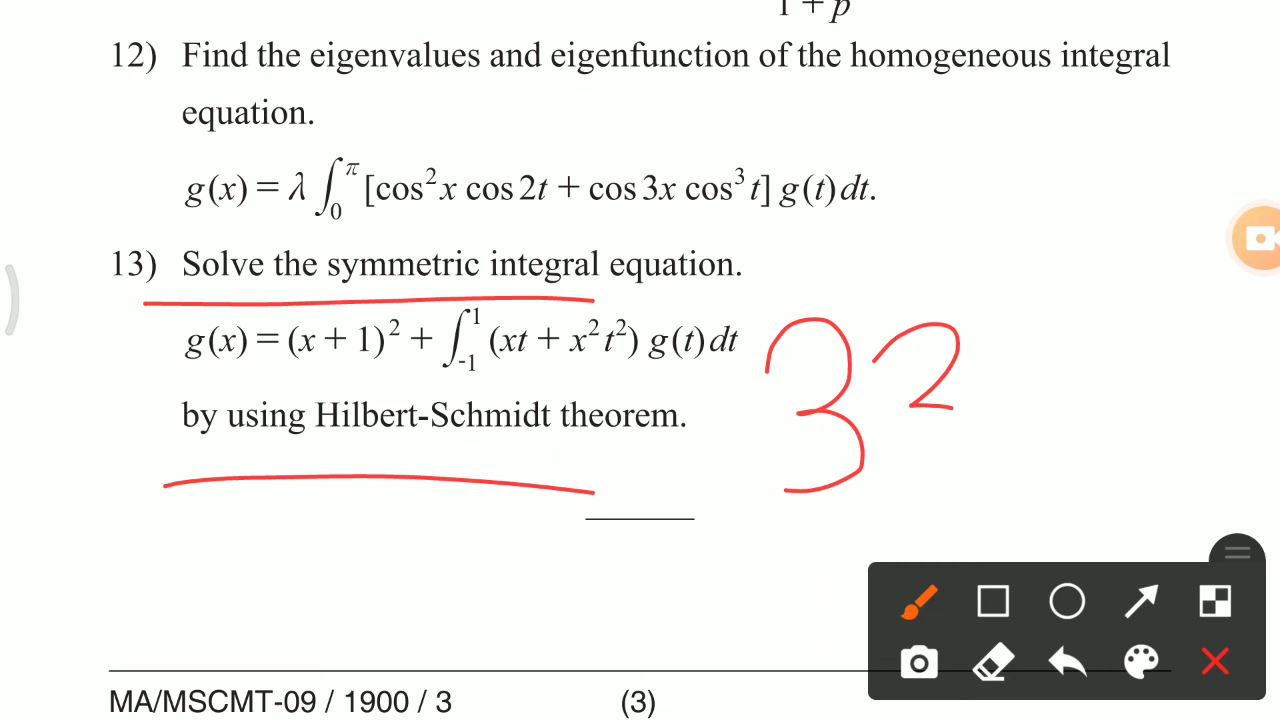 1 + p
12) Find the eigenvalues and eigenfunction of the homogeneous integral
equation.
g(x) = λ ∫₀^π [cos²x cos 2t + cos 3x cos³ t] g(t) dt.
13) Solve the symmetric integral equation.
g(x) = (x + 1)² + ∫₋₁¹ (xt + x²t²) g(t) dt
by using Hilbert-Schmidt theorem.
32
MA/MSCMT-09 / 1900 / 3 (3)